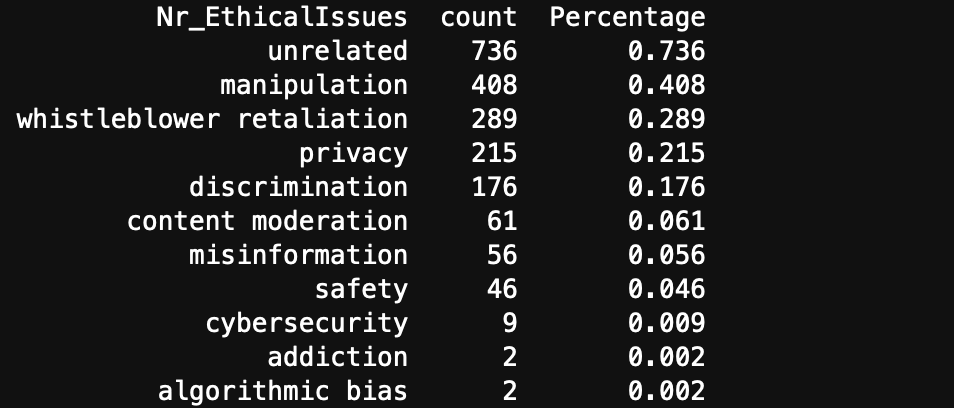 Nr_EthicalIssues count Percentage
unrelated 736 0.736
manipulation 408 0.408
whistleblower retaliation 289 0.289
privacy 215 0.215
discrimination 176 0.176
content moderation 61 0.061
misinformation 56 0.056
safety 46 0.046
cybersecurity 9 0.009
addiction 2 0.002
algorithmic bias 2 0.002